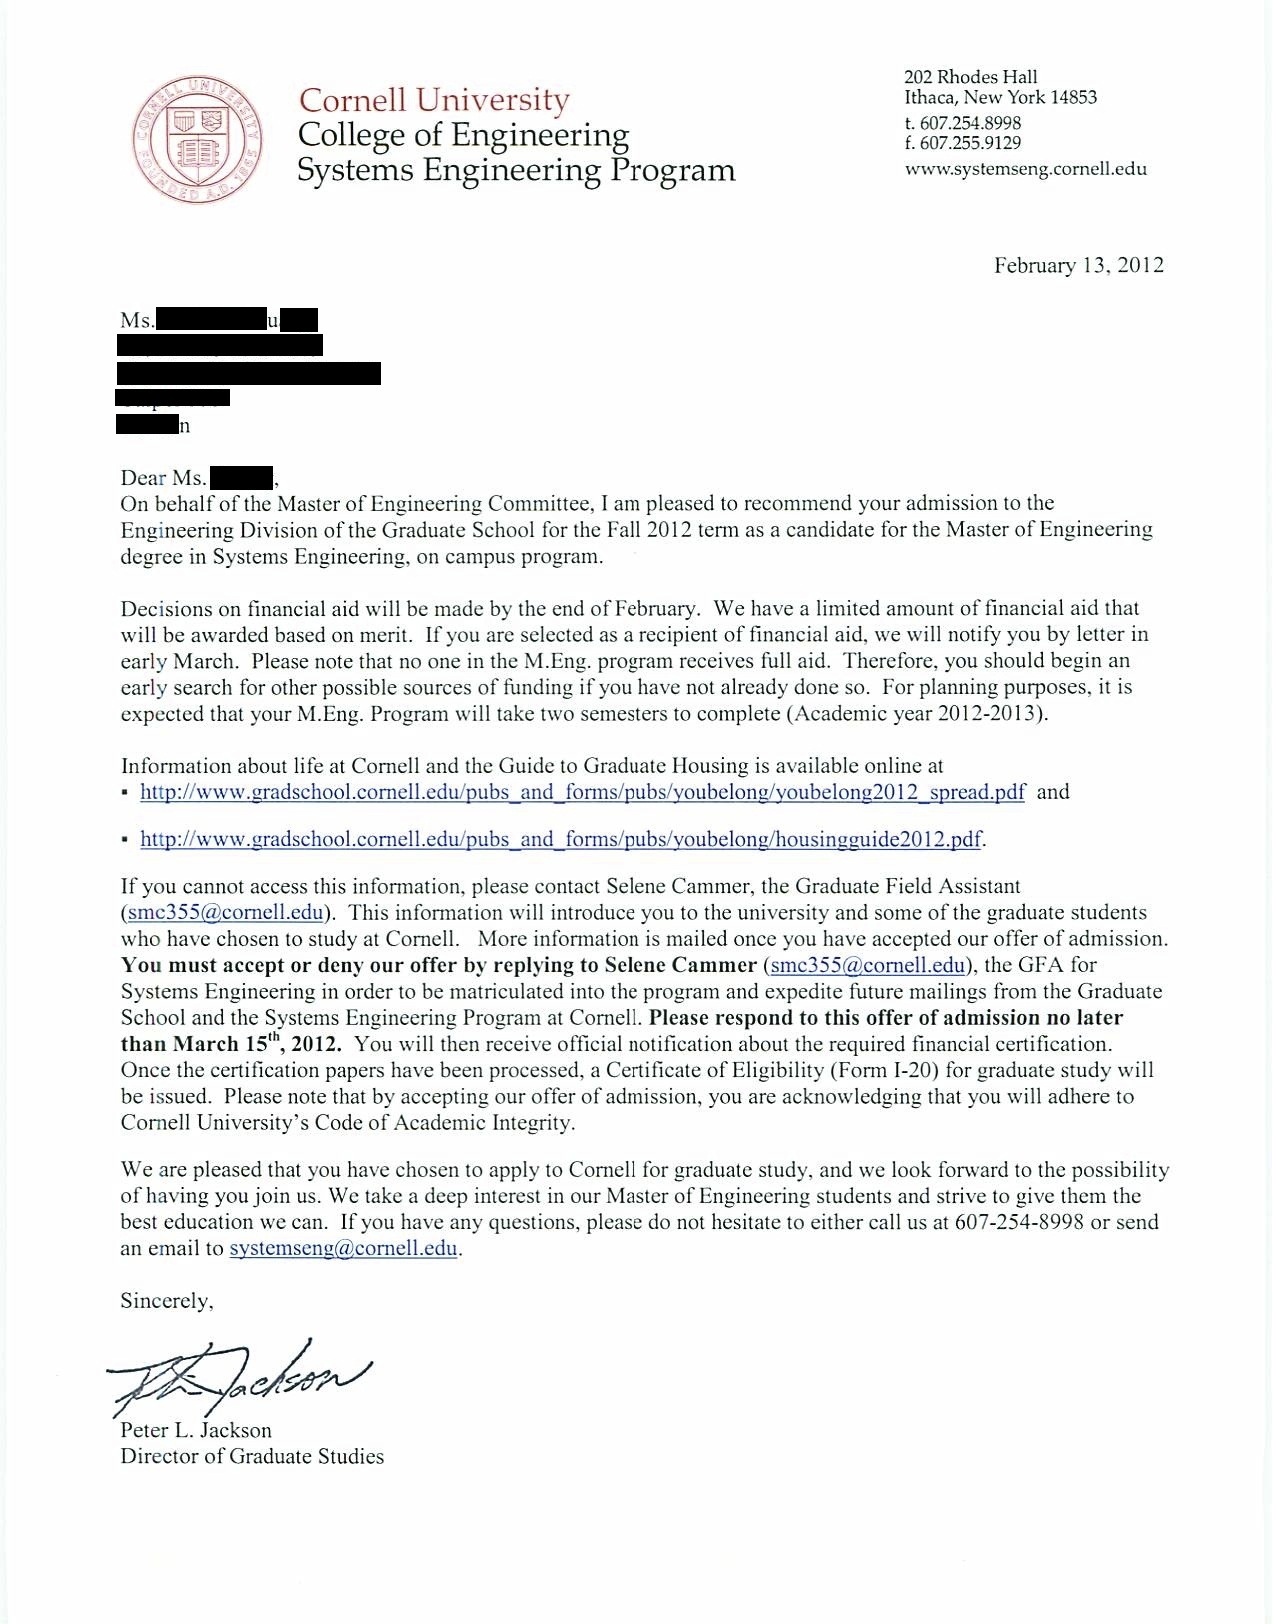 CORNELL UNIVERSITY
FOUNDED A.D. 1865
Cornell University
College of Engineering
Systems Engineering Program
202 Rhodes Hall
Ithaca, New York 14853
t. 607.254.8998
f. 607.255.9129
www.systemseng.cornell.edu
February 13, 2012
Ms.
Dear Ms. ,
On behalf of the Master of Engineering Committee, I am pleased to recommend your admission to the
Engineering Division of the Graduate School for the Fall 2012 term as a candidate for the Master of Engineering
degree in Systems Engineering, on campus program.
Decisions on financial aid will be made by the end of February. We have a limited amount of financial aid that
will be awarded based on merit. If you are selected as a recipient of financial aid, we will notify you by letter in
early March. Please note that no one in the M.Eng. program receives full aid. Therefore, you should begin an
early search for other possible sources of funding if you have not already done so. For planning purposes, it is
expected that your M.Eng. Program will take two semesters to complete (Academic year 2012-2013).
Information about life at Cornell and the Guide to Graduate Housing is available online at
▪ http://www.gradschool.cornell.edu/pubs_and_forms/pubs/youbelong/youbelong2012_spread.pdf and
▪ http://www.gradschool.cornell.edu/pubs_and_forms/pubs/youbelong/housingguide2012.pdf.
If you cannot access this information, please contact Selene Cammer, the Graduate Field Assistant
(smc355@cornell.edu). This information will introduce you to the university and some of the graduate students
who have chosen to study at Cornell. More information is mailed once you have accepted our offer of admission.
You must accept or deny our offer by replying to Selene Cammer (smc355@cornell.edu), the GFA for
Systems Engineering in order to be matriculated into the program and expedite future mailings from the Graduate
School and the Systems Engineering Program at Cornell. Please respond to this offer of admission no later
than March 15th, 2012. You will then receive official notification about the required financial certification.
Once the certification papers have been processed, a Certificate of Eligibility (Form I-20) for graduate study will
be issued. Please note that by accepting our offer of admission, you are acknowledging that you will adhere to
Cornell University's Code of Academic Integrity.
We are pleased that you have chosen to apply to Cornell for graduate study, and we look forward to the possibility
of having you join us. We take a deep interest in our Master of Engineering students and strive to give them the
best education we can. If you have any questions, please do not hesitate to either call us at 607-254-8998 or send
an email to systemseng@cornell.edu.
Sincerely,
Peter L. Jackson
Director of Graduate Studies